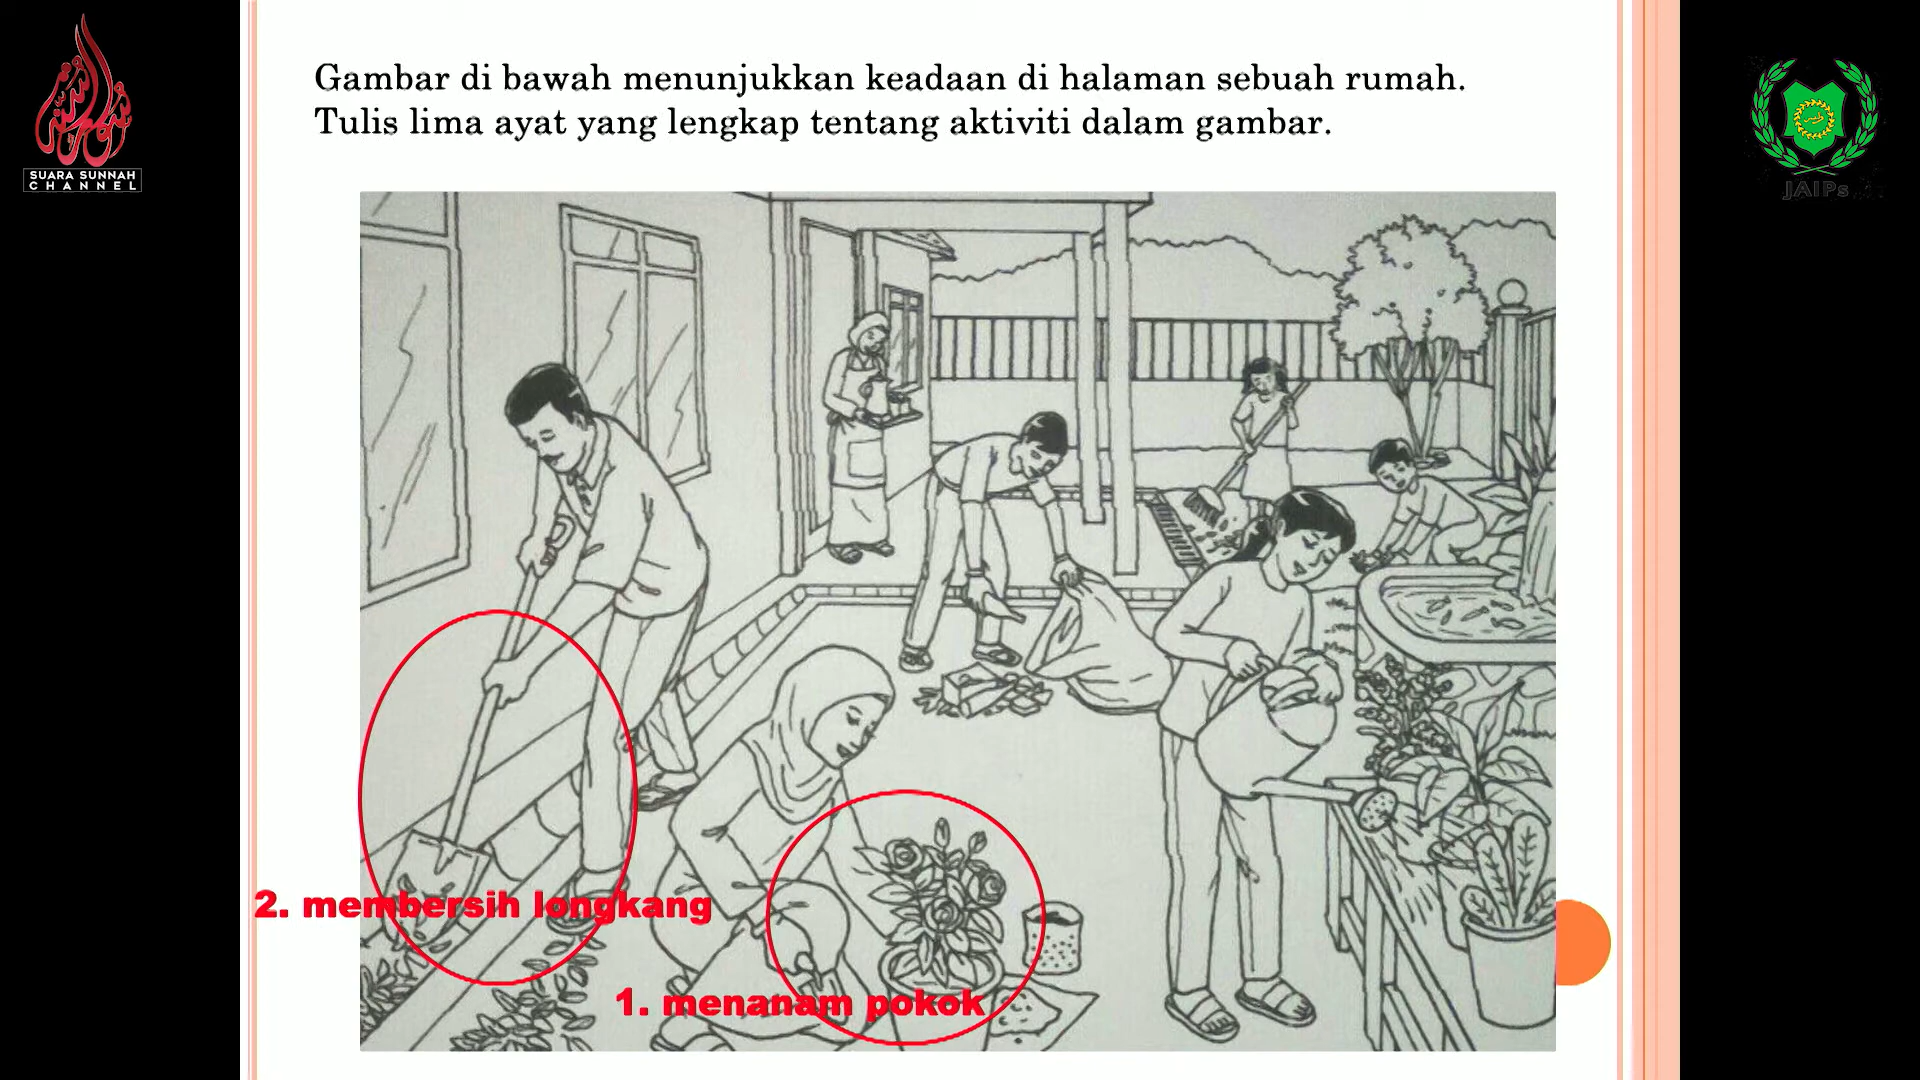 Gambar di bawah menunjukkan keadaan di halaman sebuah rumah.
Tulis lima ayat yang lengkap tentang aktiviti dalam gambar.
SUARA SUNNAH
CHANNEL
JAIPs
2. membersih longkang
1. menanam pokok